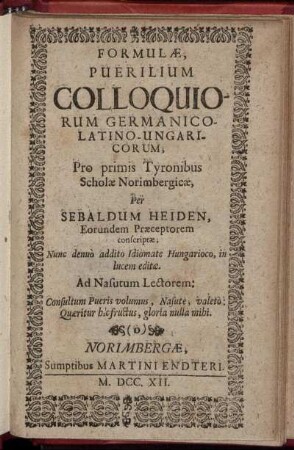 FORMULÆ,
PUERILIUM
COLLOQUIO-
RUM GERMANICO-
LATINO-UNGARI-
CORUM,
Pro primis Tyronibus
Scholæ Norimbergicæ,
Per
SEBALDUM HEIDEN,
Eorundem Præceptorem
conscriptæ;
Nunc denuò addito Idiomate Hungarioco, in
lucem editæ.
Ad Nasutum Lectorem:
Consultum Pueris volumus, Nasute, valeto:
Queritur hic fructus, gloria nulla mihi.
(o)
NORIMBERGÆ,
Sumptibus MARTINI ENDTERI.
M. DCC. XII.